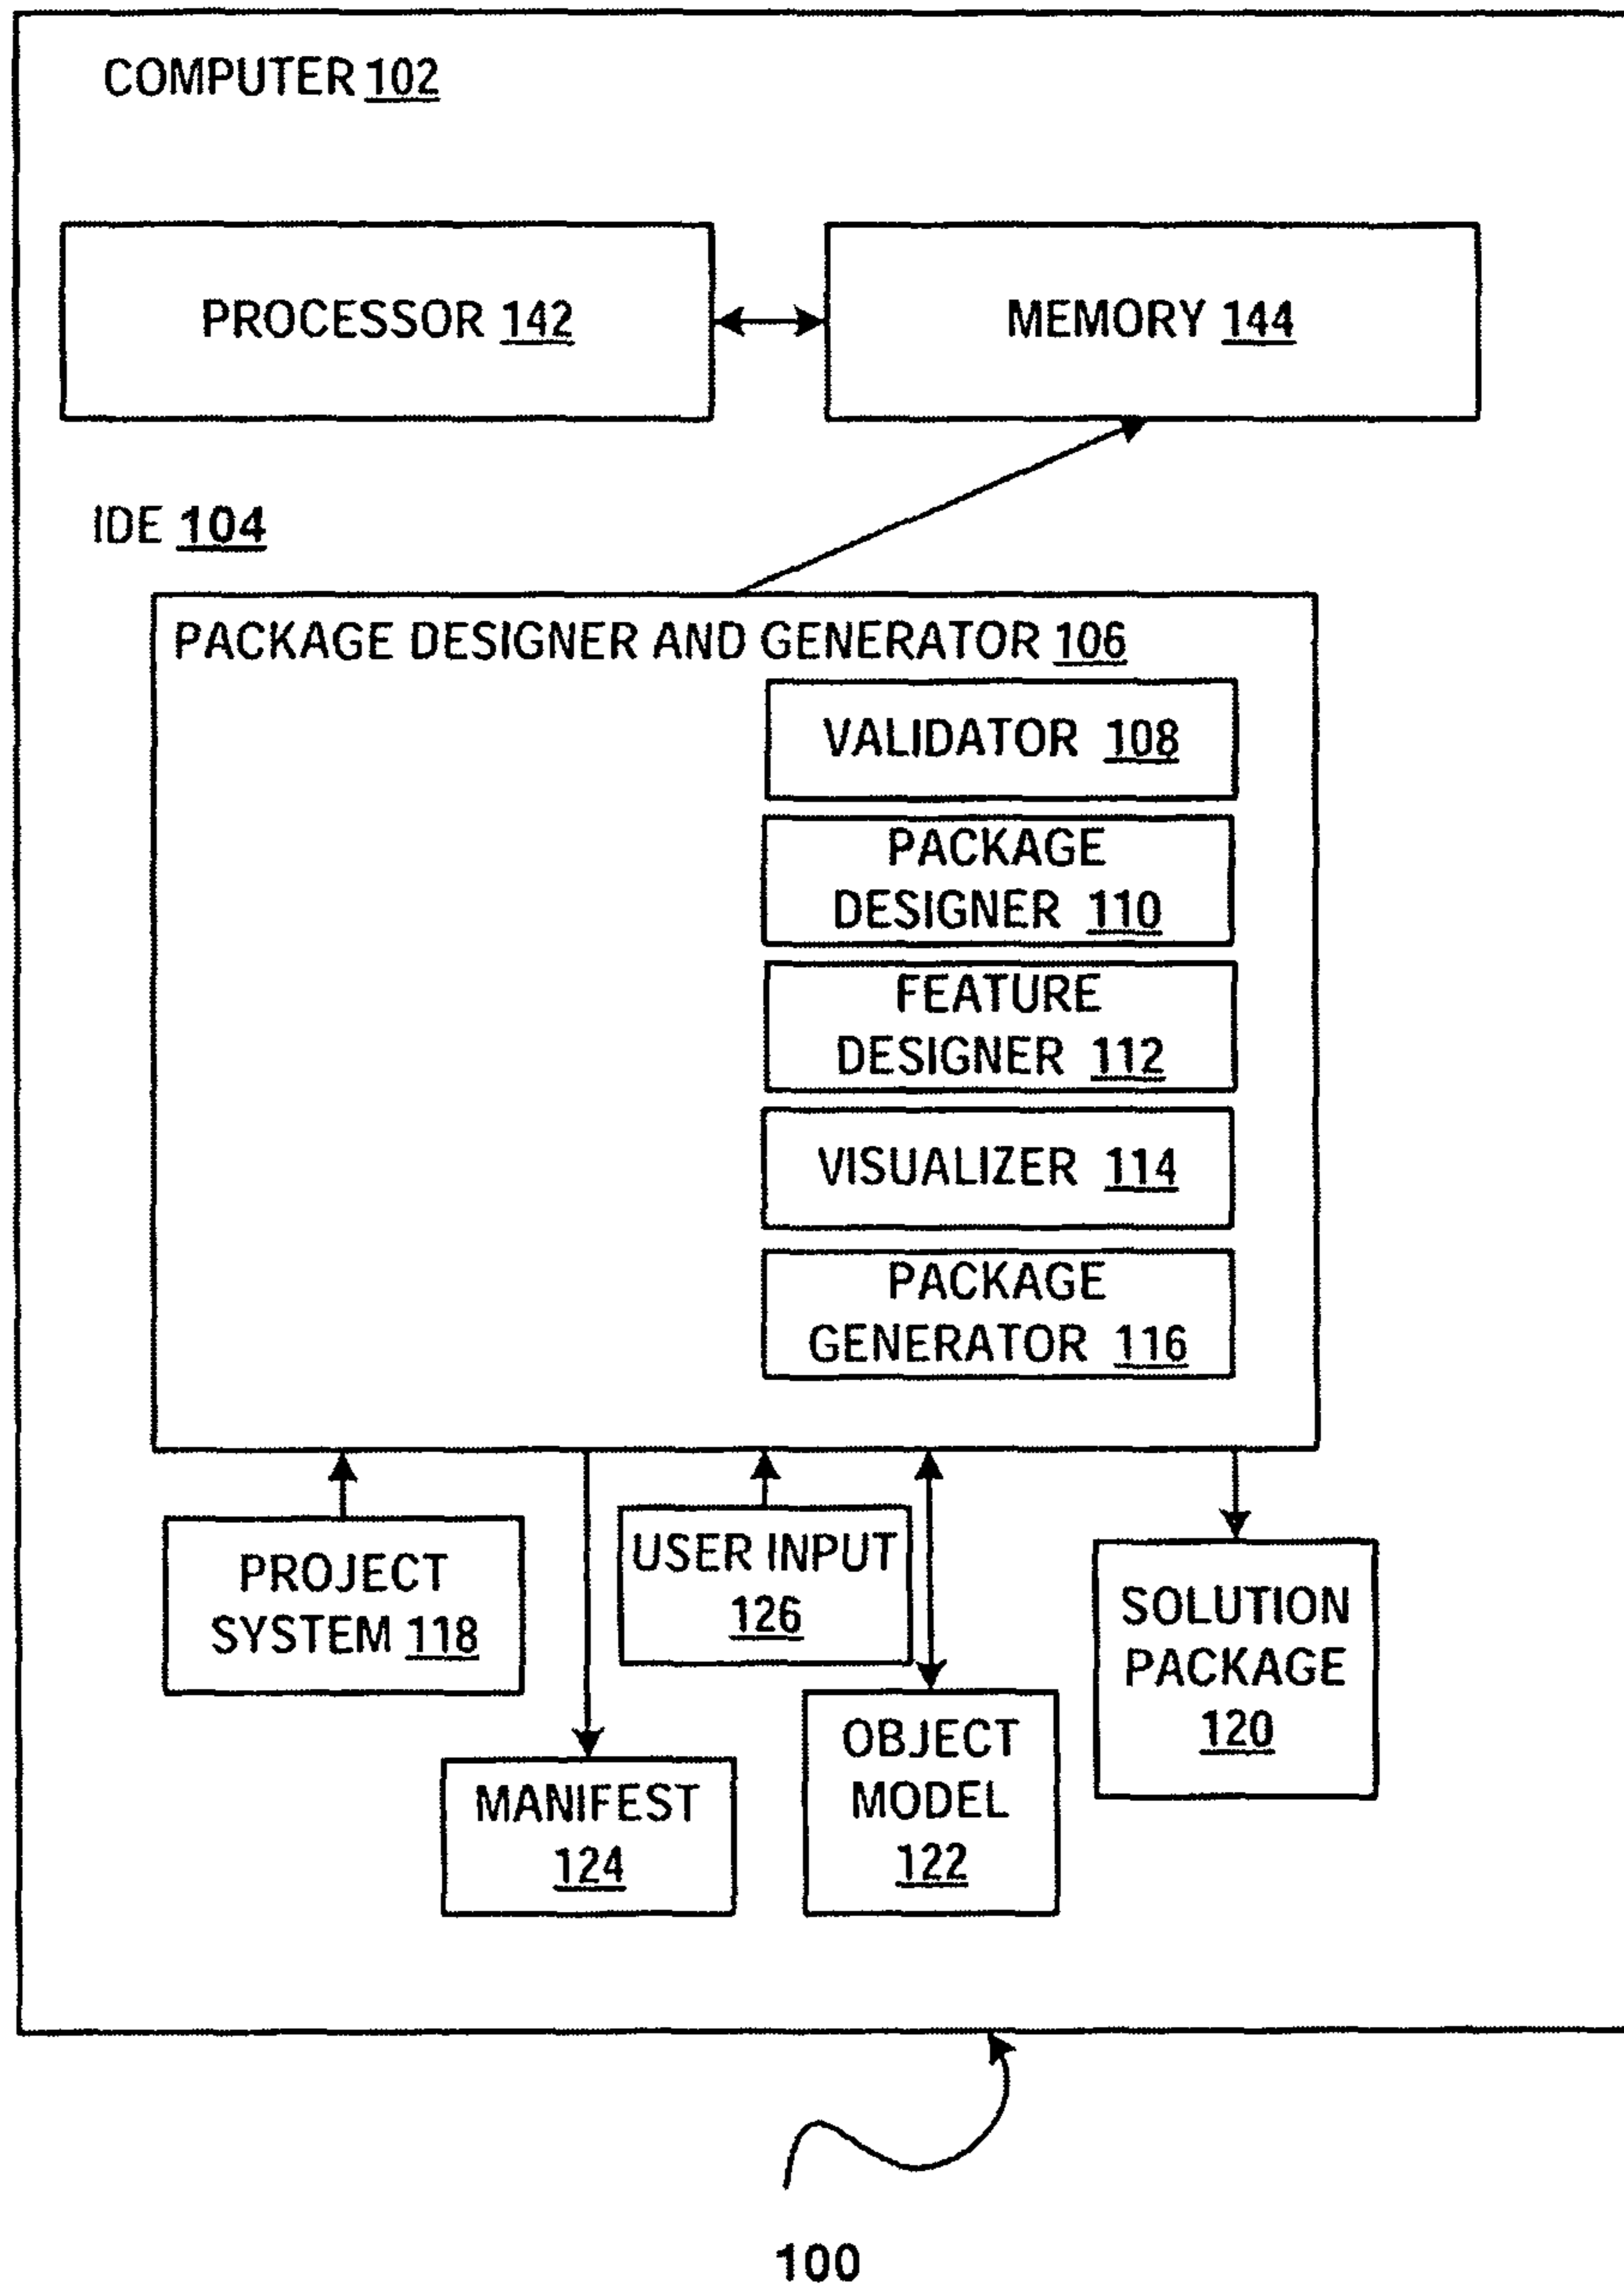 COMPUTER 102
PROCESSOR 142
MEMORY 144
IDE 104
PACKAGE DESIGNER AND GENERATOR 106
VALIDATOR 108
PACKAGE
DESIGNER 110
FEATURE
DESIGNER 112
VISUALIZER 114
PACKAGE
GENERATOR 116
PROJECT
SYSTEM 118
USER INPUT
126
SOLUTION
PACKAGE
120
MANIFEST
124
OBJECT
MODEL
122
100